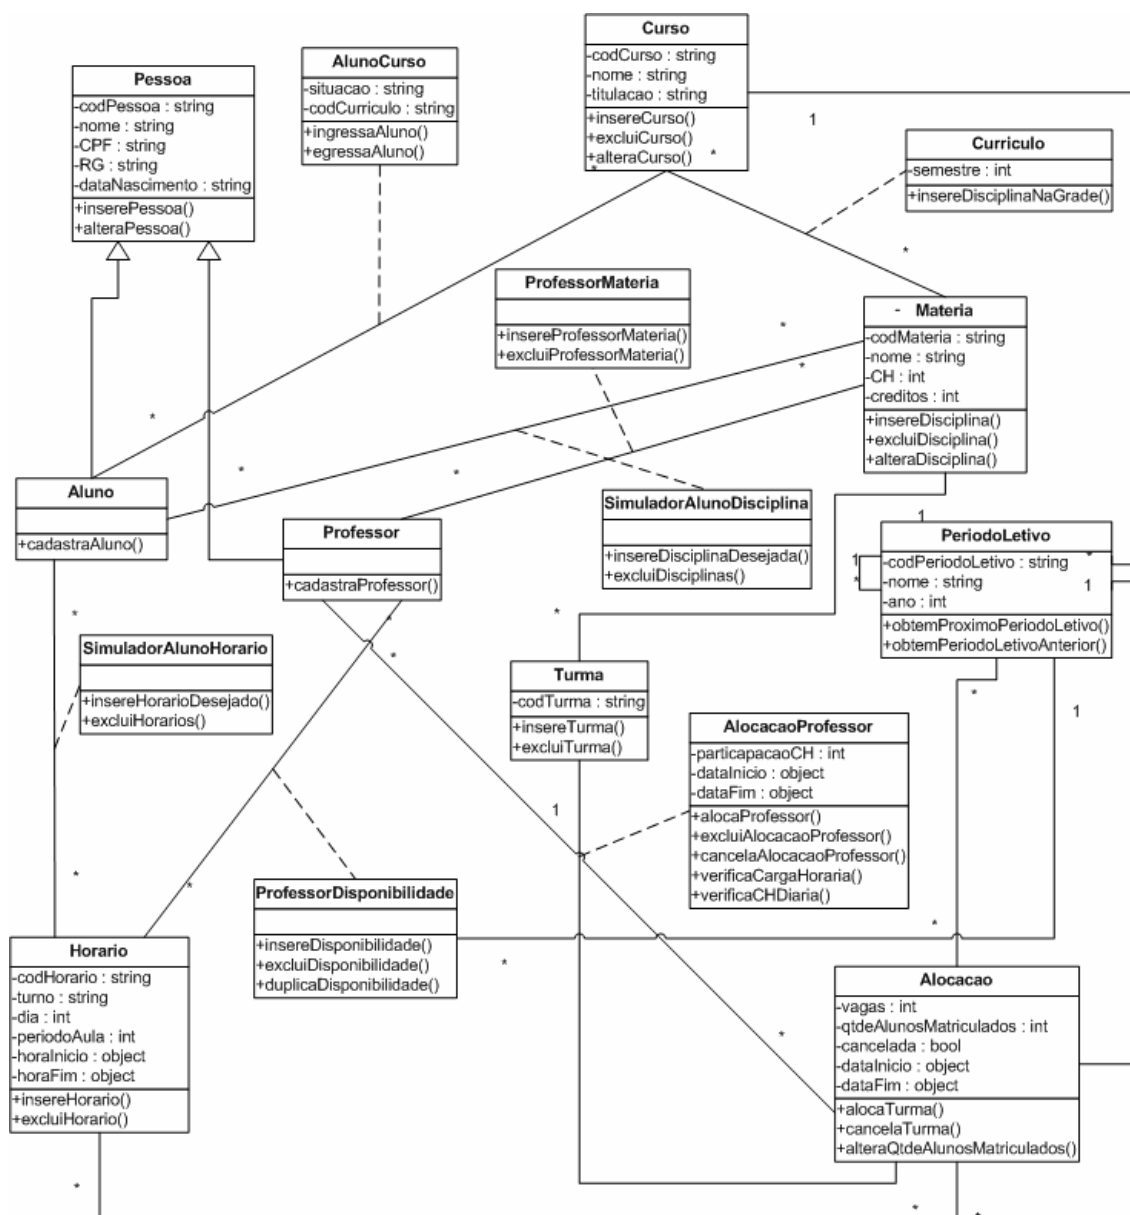 Curso
-codCurso : string
-nome : string
-titulacao : string
+insereCurso()
+excluiCurso()
+alteraCurso()
*
*
1
AlunoCurso
-situacao : string
-codCurriculo : string
+ingressaAluno()
+egressaAluno()
Pessoa
-codPessoa : string
-nome : string
-CPF : string
-RG : string
-dataNascimento : string
+inserePessoa()
+alteraPessoa()
Curriculo
-semestre : int
+insereDisciplinaNaGrade()
*
ProfessorMateria
+insereProfessorMateria()
+excluiProfessorMateria()
- Materia
-codMateria : string
-nome : string
-CH : int
-creditos : int
+insereDisciplina()
+excluiDisciplina()
+alteraDisciplina()
*
*
*
*
*
Aluno
+cadastraAluno()
Professor
+cadastraProfessor()
SimuladorAlunoDisciplina
+insereDisciplinaDesejada()
+excluiDisciplinas()
1
PeriodoLetivo
-codPeriodoLetivo : string
-nome : string
-ano : int
+obtemProximoPeriodoLetivo()
+obtemPeriodoLetivoAnterior()
1
*
*
1
*
*
*
*
SimuladorAlunoHorario
+insereHorarioDesejado()
+excluiHorarios()
Turma
-codTurma : string
+insereTurma()
+excluiTurma()
*
1
AlocacaoProfessor
-particapacaoCH : int
-dataInicio : object
-dataFim : object
+alocaProfessor()
+excluiAlocacaoProfessor()
+cancelaAlocacaoProfessor()
+verificaCargaHoraria()
+verificaCHDiaria()
1
*
*
ProfessorDisponibilidade
+insereDisponibilidade()
+excluiDisponibilidade()
+duplicaDisponibilidade()
*
*
Horario
-codHorario : string
-turno : string
-dia : int
-periodoAula : int
-horaInicio : object
-horaFim : object
+insereHorario()
+excluiHorario()
Alocacao
-vagas : int
-qtdeAlunosMatriculados : int
-cancelada : bool
-dataInicio : object
-dataFim : object
+alocaTurma()
+cancelaTurma()
+alteraQtdeAlunosMatriculados()
*
*
*
*